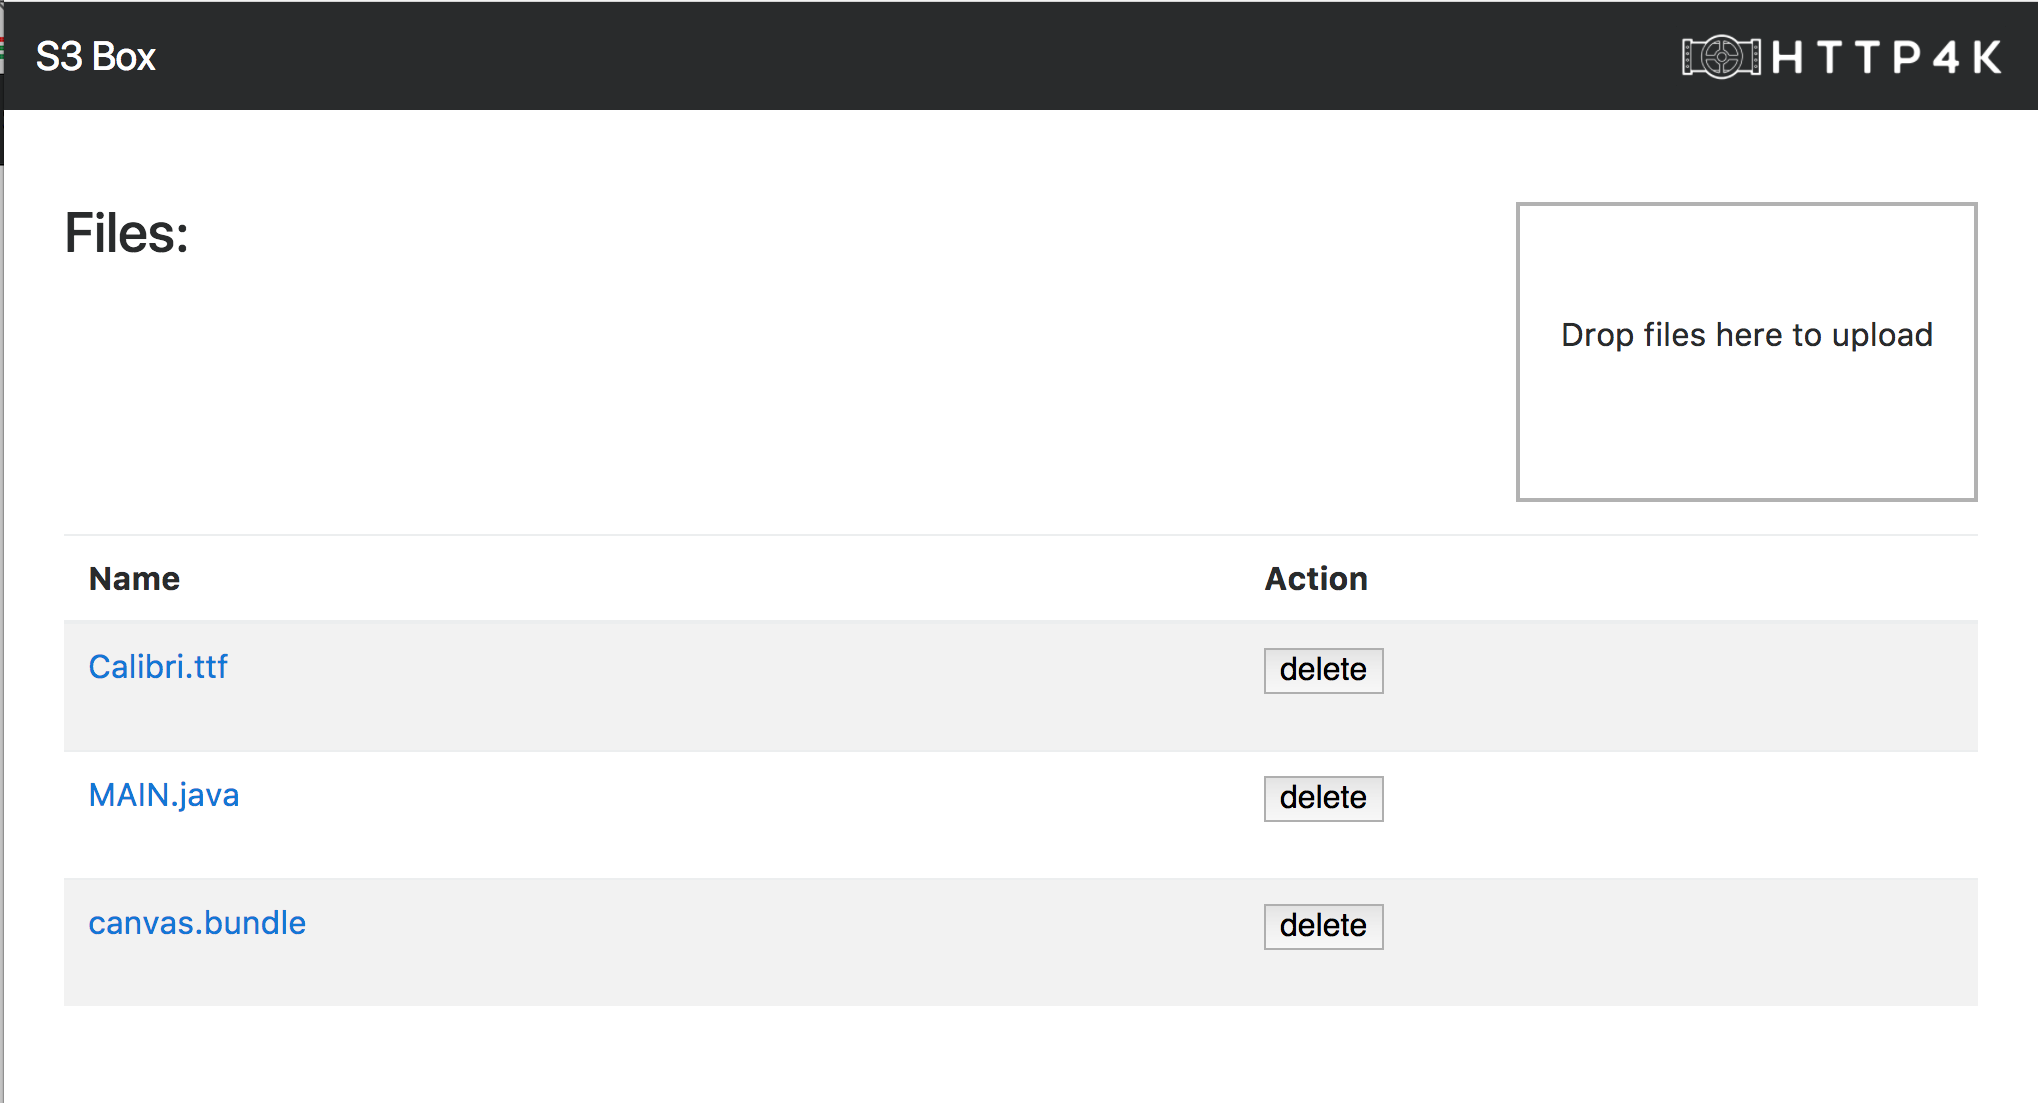 S3 Box
HTTP4K
Files:
Drop files here to upload
Name Action
Calibri.ttf delete
MAIN.java delete
canvas.bundle delete